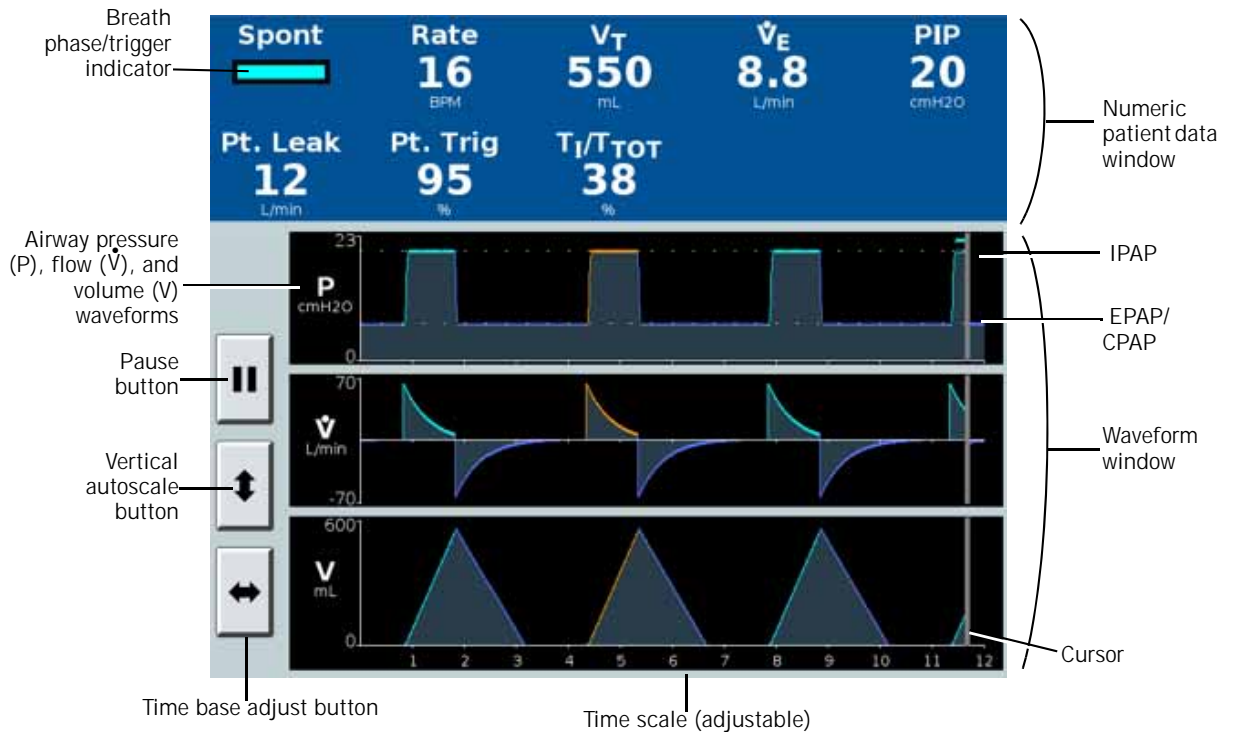 Breath
phase/trigger
indicator
Spont
Rate
16
BPM
VT
550
mL
V̇E
8.8
L/min
PIP
20
cmH2O
Pt. Leak
12
L/min
Pt. Trig
95
%
TI/TTOT
38
%
Numeric
patient data
window
Airway pressure
(P), flow (V̇), and
volume (V)
waveforms
23
P
cmH2O
0
IPAP
EPAP/
CPAP
Pause
button
70
V̇
L/min
-70
Waveform
window
Vertical
autoscale
button
600
V
mL
0
1 2 3 4 5 6 7 8 9 10 11 12
Cursor
Time base adjust button
Time scale (adjustable)